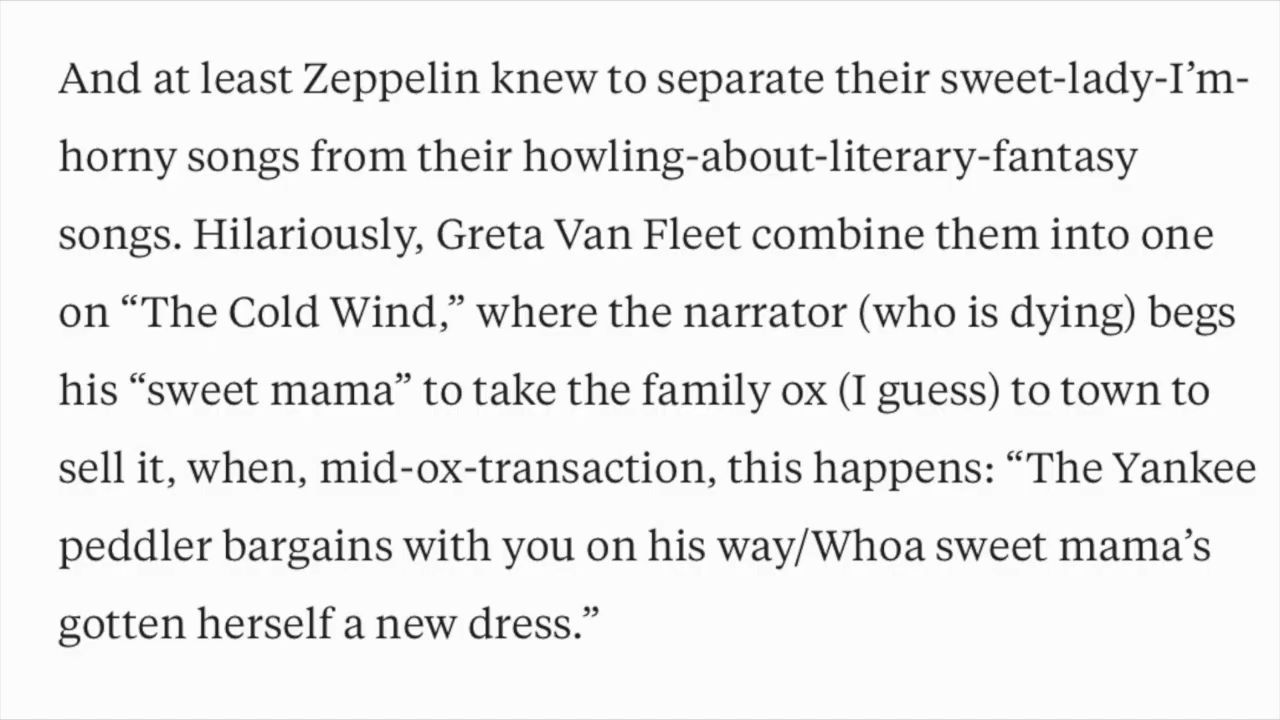 And at least Zeppelin knew to separate their sweet-lady-I’m-
horny songs from their howling-about-literary-fantasy
songs. Hilariously, Greta Van Fleet combine them into one
on “The Cold Wind,” where the narrator (who is dying) begs
his “sweet mama” to take the family ox (I guess) to town to
sell it, when, mid-ox-transaction, this happens: “The Yankee
peddler bargains with you on his way/Whoa sweet mama’s
gotten herself a new dress.”